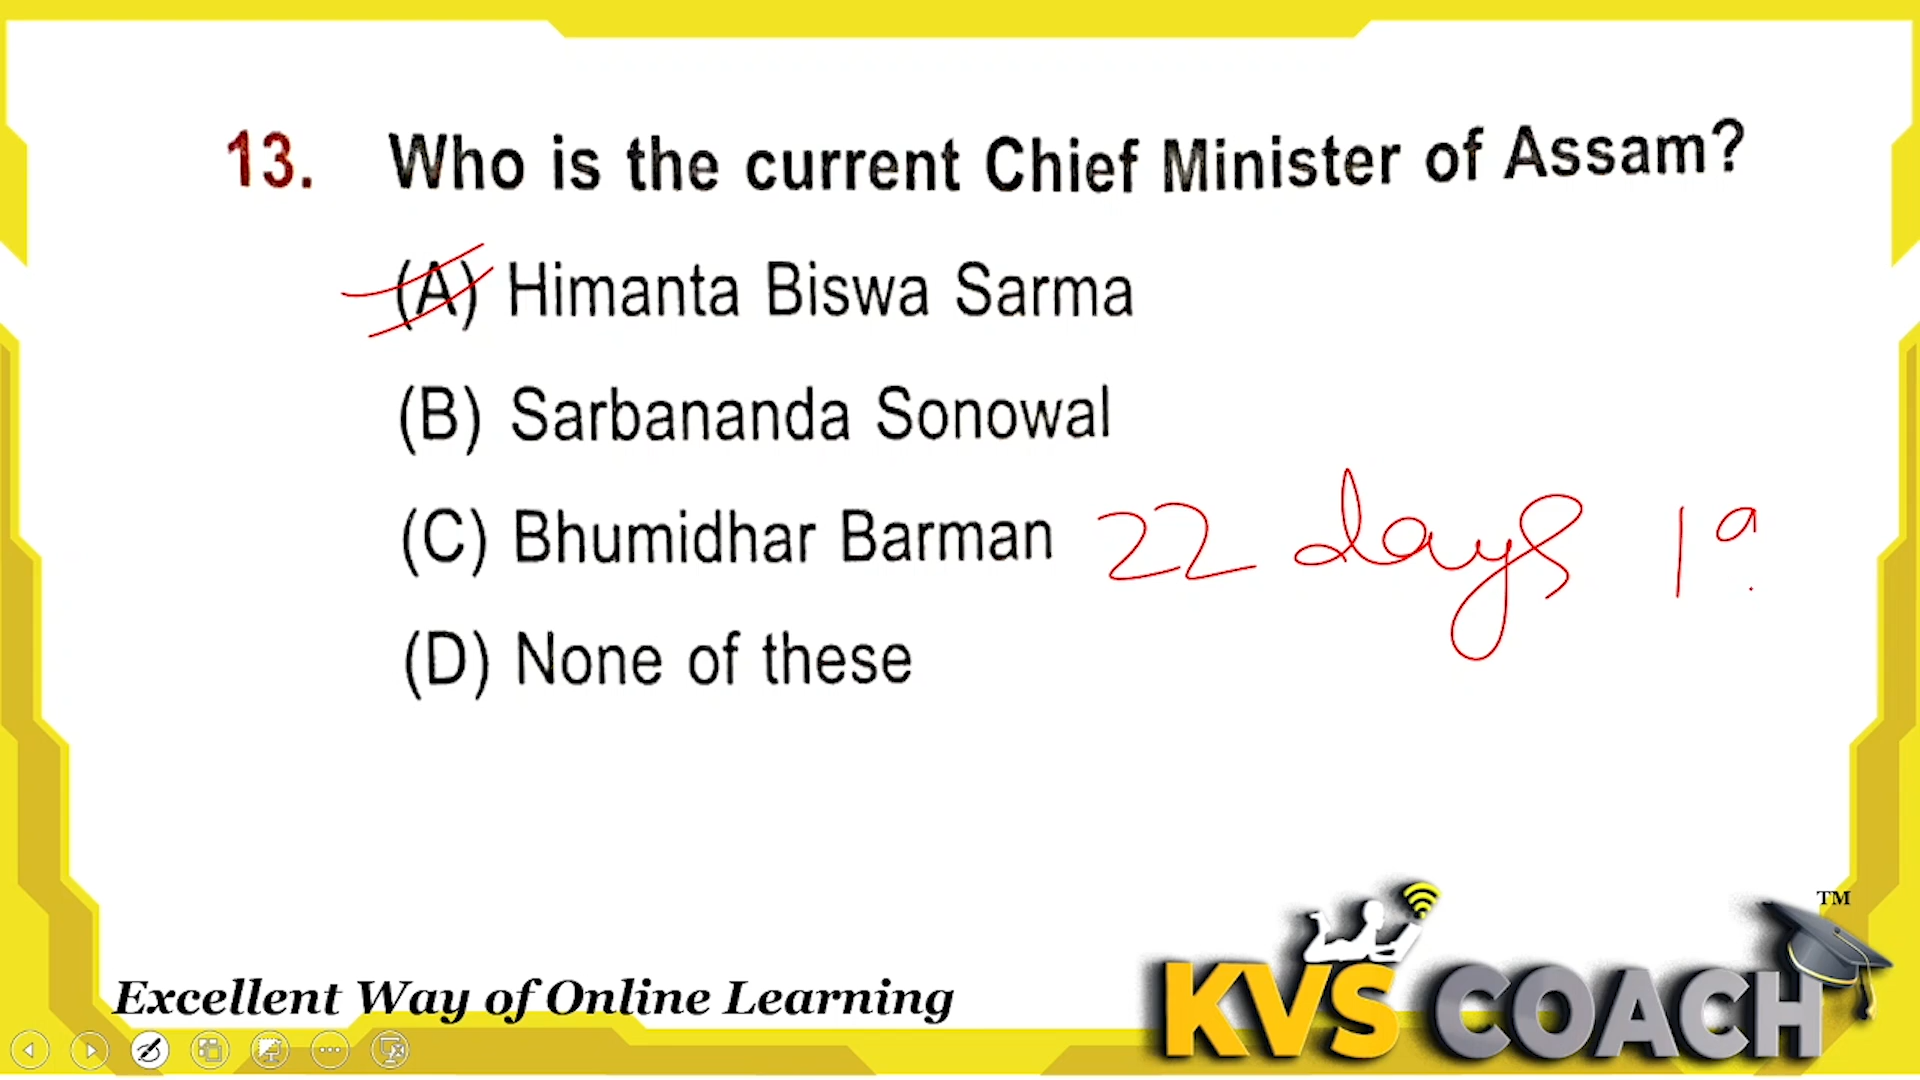 13. Who is the current Chief Minister of Assam?
(A) Himanta Biswa Sarma
(B) Sarbananda Sonowal
(C) Bhumidhar Barman 22 days
(D) None of these
Excellent Way of Online Learning
KVS COACH TM